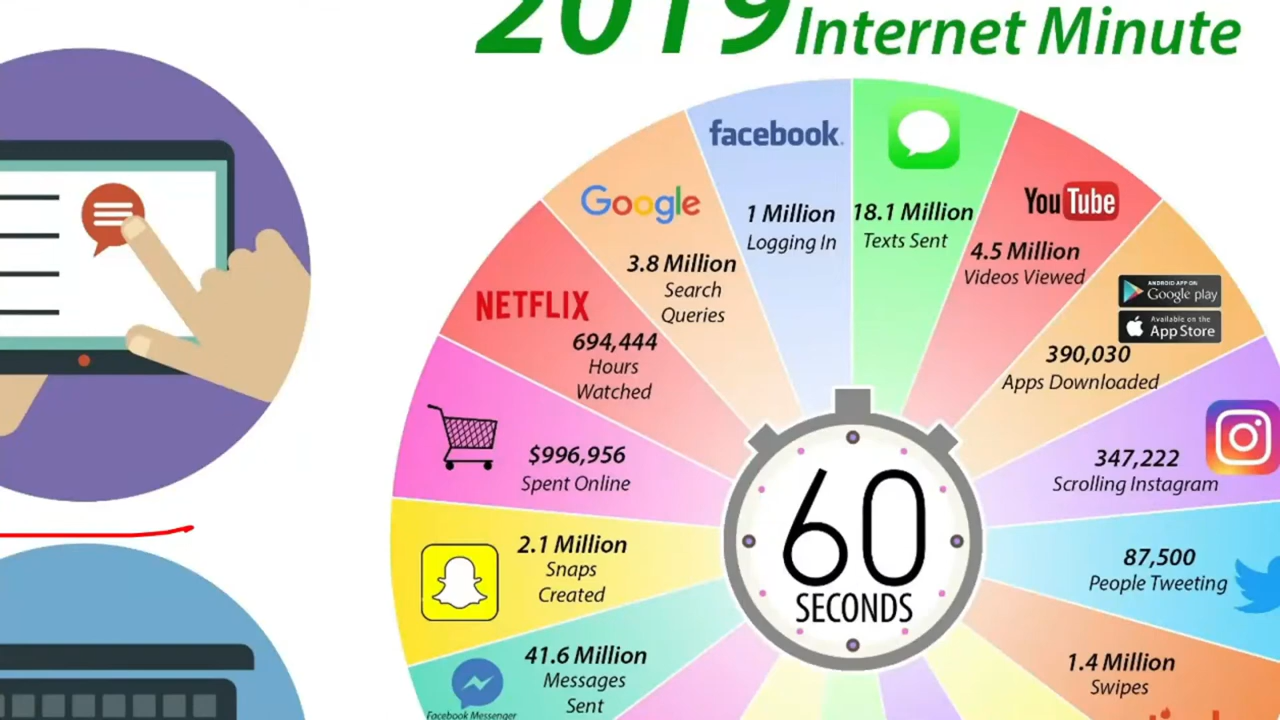 2019 Internet Minute
facebook
1 Million
Logging In
18.1 Million
Texts Sent
YouTube
4.5 Million
Videos Viewed
ANDROID APP ON
Google play
Available on the
App Store
390,030
Apps Downloaded
347,222
Scrolling Instagram
87,500
People Tweeting
1.4 Million
Swipes
Google
3.8 Million
Search
Queries
NETFLIX
694,444
Hours
Watched
$996,956
Spent Online
2.1 Million
Snaps
Created
41.6 Million
Messages
Sent
Facebook Messenger
60
SECONDS